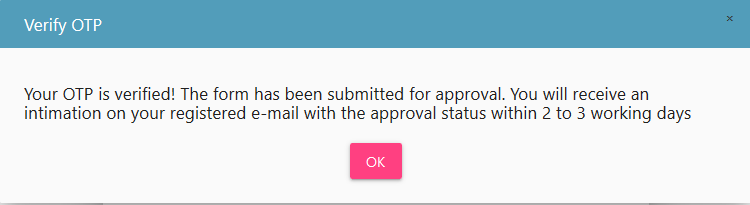 Verify OTP
×
Your OTP is verified! The form has been submitted for approval. You will receive an
intimation on your registered e-mail with the approval status within 2 to 3 working days
OK